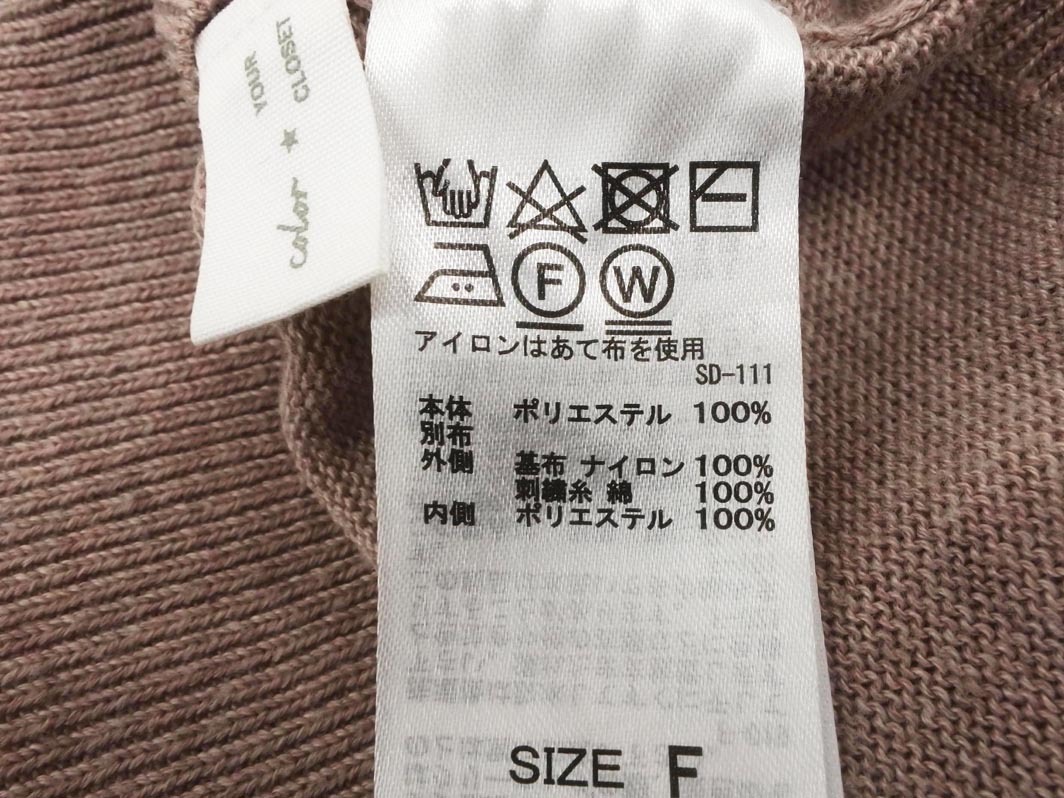 YOUR
CLOSET
color ★
F
W
アイロンはあて布を使用
SD-111
本体 ポリエステル 100%
別布
外側 基布 ナイロン 100%
刺繍糸 綿 100%
内側 ポリエステル 100%
SIZE F